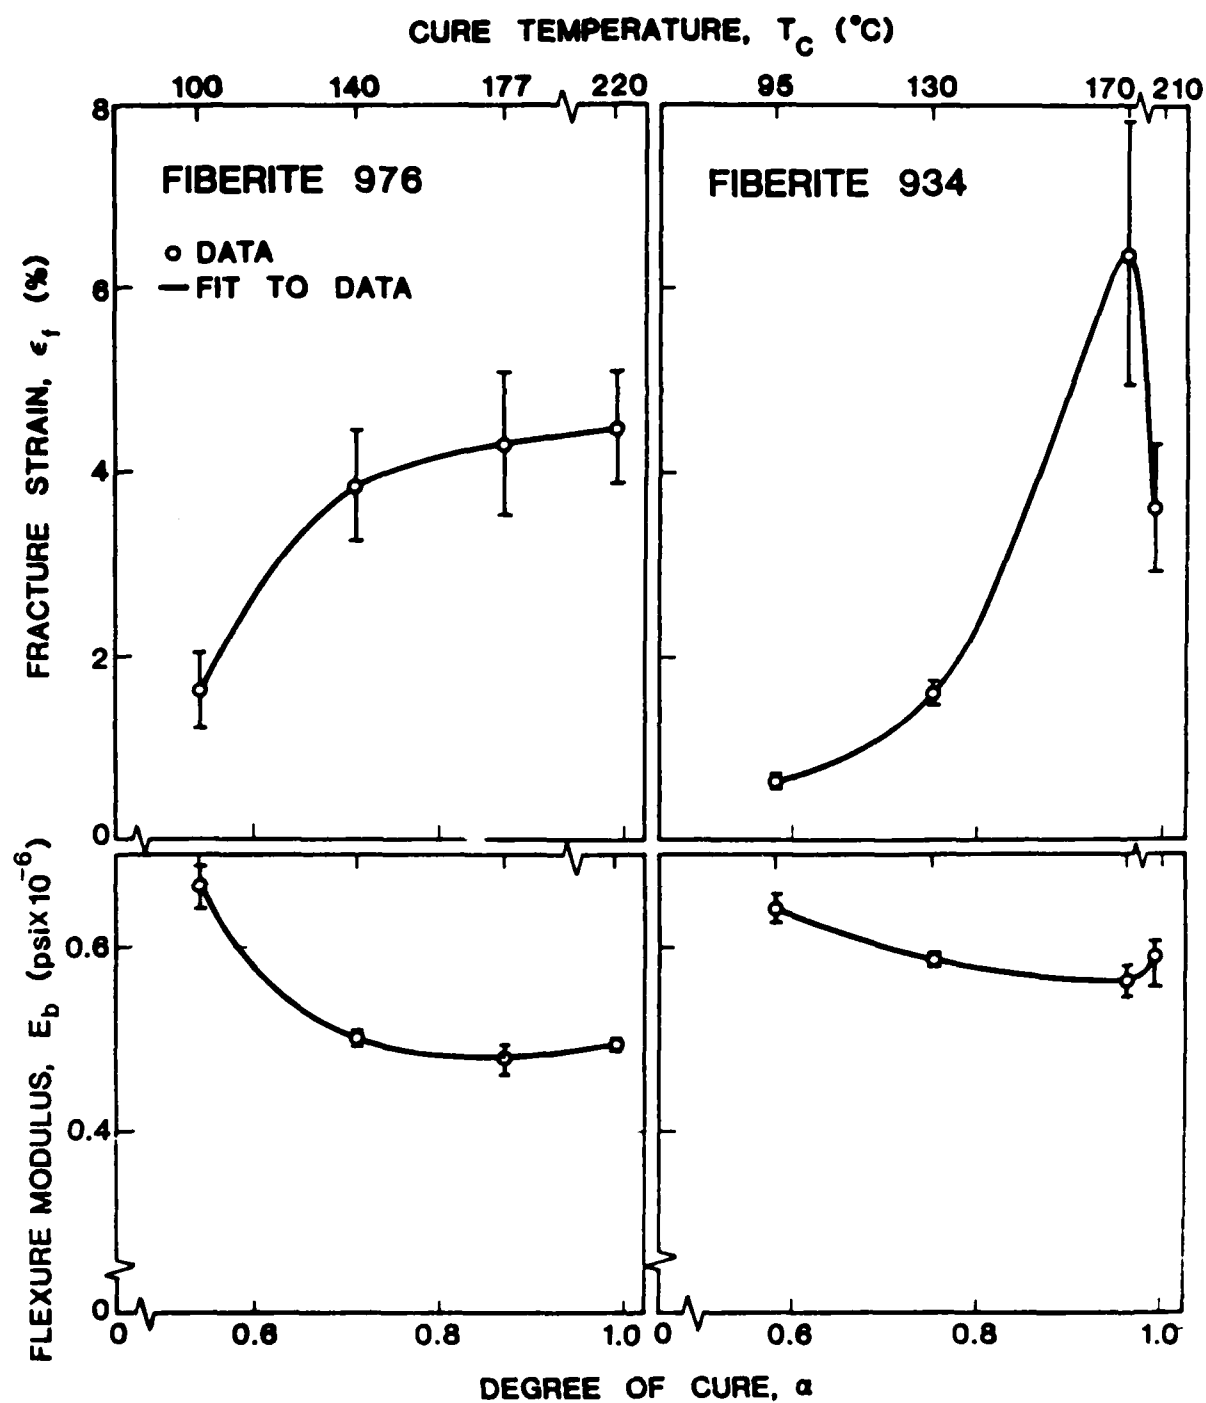 CURE TEMPERATURE, T_C (°C)
100 140 177 220 95 130 170 210
8
FIBERITE 976
FIBERITE 934
DATA
FIT TO DATA
6
4
2
0
FRACTURE STRAIN, ϵ_f (%)
0.6
0.4
0
FLEXURE MODULUS, E_b (psiX10^-6)
0 0.6 0.8 1.0 0 0.6 0.8 1.0
DEGREE OF CURE, α